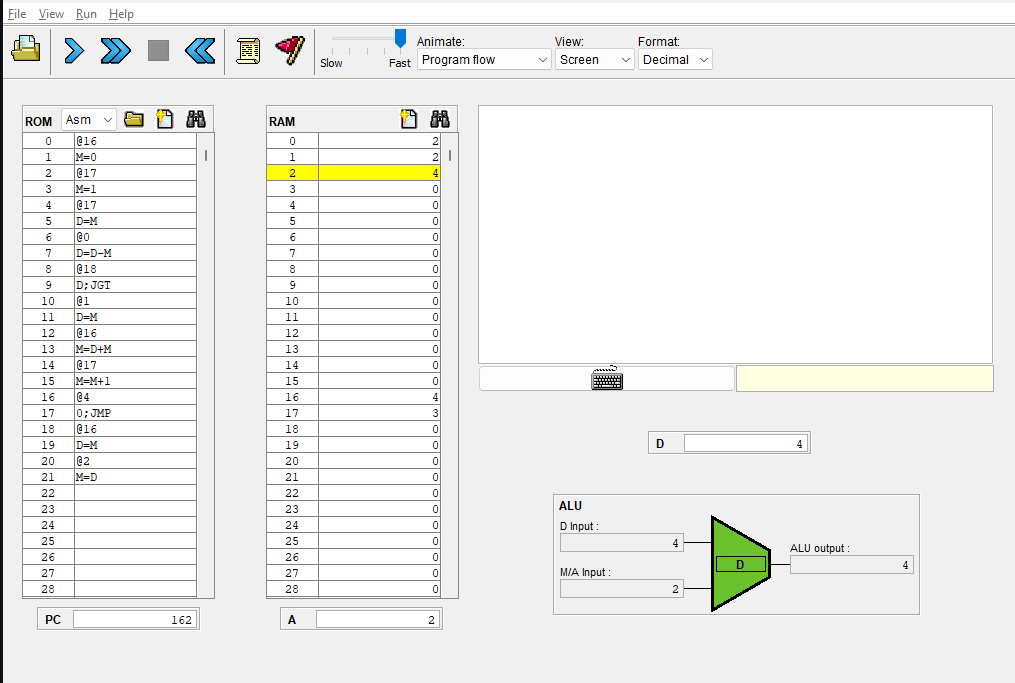 File View Run Help
Animate: View: Format:
Slow Fast Program flow Screen Decimal
ROM Asm
0 @16
1 M=0
2 @17
3 M=1
4 @17
5 D=M
6 @0
7 D=D-M
8 @18
9 D;JGT
10 @1
11 D=M
12 @16
13 M=D+M
14 @17
15 M=M+1
16 @4
17 0;JMP
18 @16
19 D=M
20 @2
21 M=D
22
23
24
25
26
27
28
PC 162
RAM
0 2
1 2
2 4
3 0
4 0
5 0
6 0
7 0
8 0
9 0
10 0
11 0
12 0
13 0
14 0
15 0
16 4
17 3
18 0
19 0
20 0
21 0
22 0
23 0
24 0
25 0
26 0
27 0
28 0
A 2
D 4
ALU
D Input :
4
M/A Input :
2
D
ALU output :
4